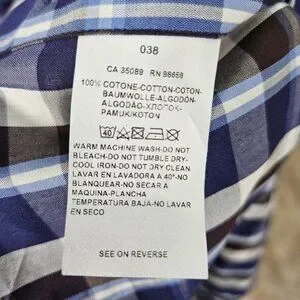 038
CA 35089 RN 98659
100% COTONE-COTTON-COTON-
BAUMWOLLE-ALGODÓN-
ALGODÃO-ХЛОПОК-
PAMUK/KOTON
40
WARM MACHINE WASH-DO NOT
BLEACH-DO NOT TUMBLE DRY-
COOL IRON-DO NOT DRY CLEAN
LAVAR EN LAVADORA A 40°-NO
BLANQUEAR-NO SECAR A
MAQUINA-PLANCHA
TEMPERATURA BAJA-NO LAVAR
EN SECO
SEE ON REVERSE